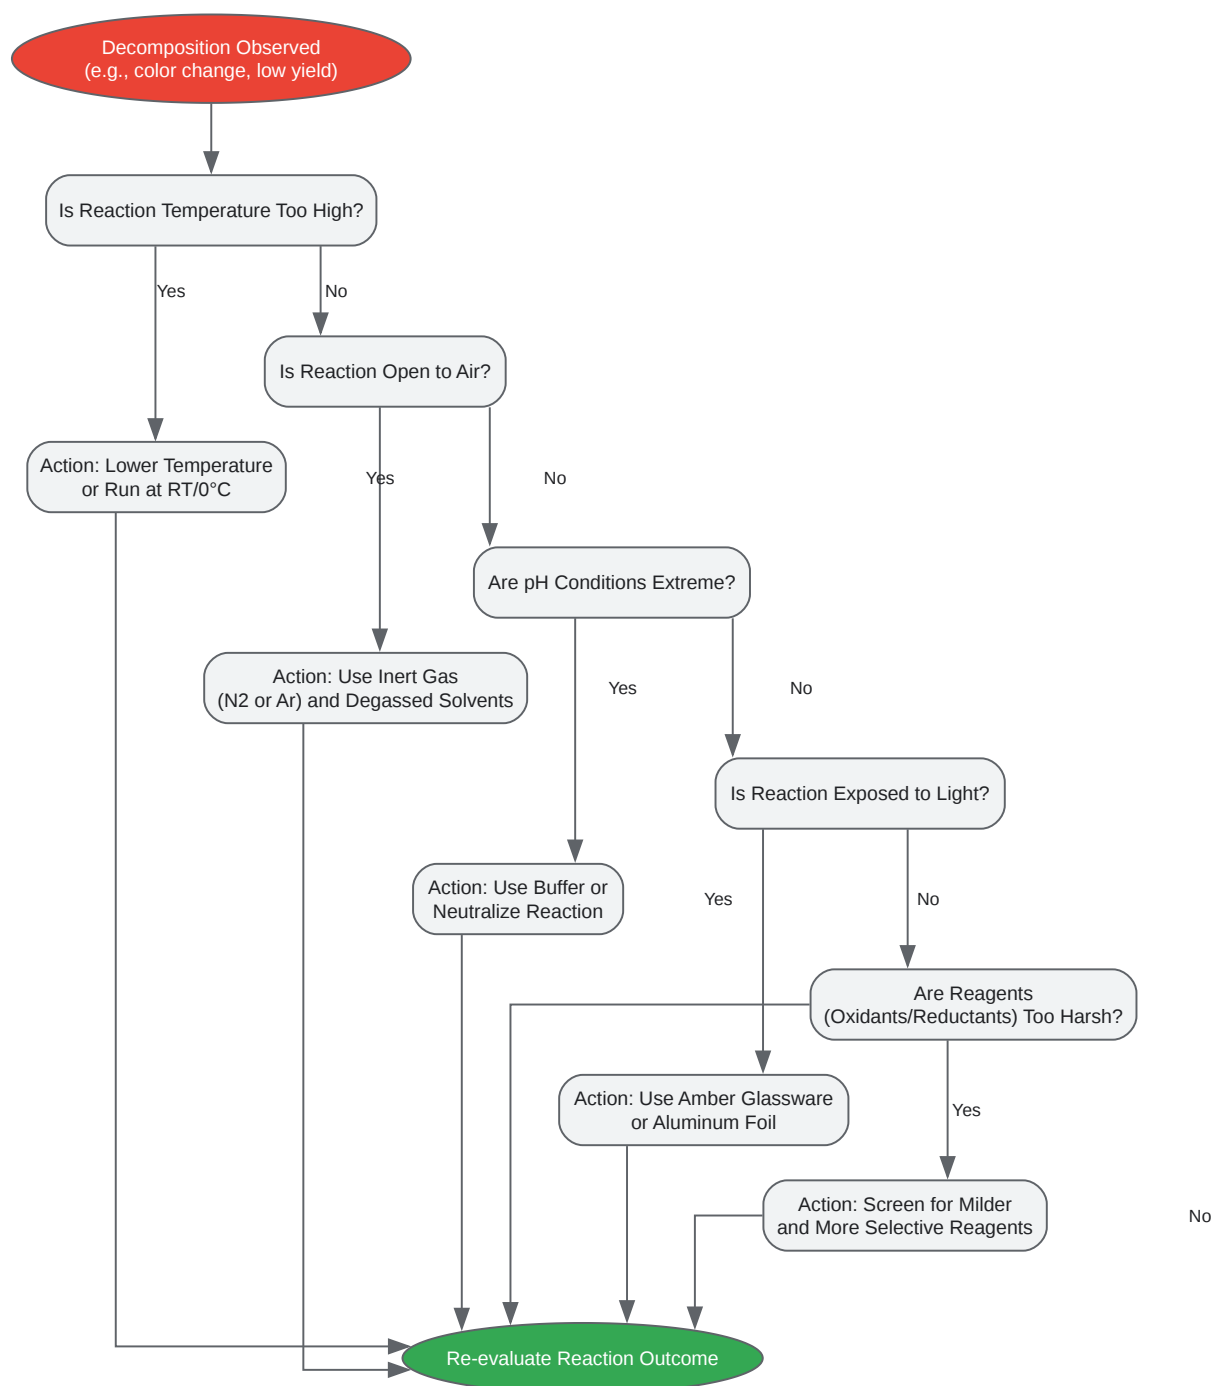 Decomposition Observed
(e.g., color change, low yield)
Is Reaction Temperature Too High?
Yes
No
Is Reaction Open to Air?
Action: Lower Temperature
or Run at RT/0°C
Yes
No
Are pH Conditions Extreme?
Action: Use Inert Gas
(N2 or Ar) and Degassed Solvents
Yes
No
Is Reaction Exposed to Light?
Action: Use Buffer or
Neutralize Reaction
Yes
No
Are Reagents
(Oxidants/Reductants) Too Harsh?
Action: Use Amber Glassware
or Aluminum Foil
Yes
Action: Screen for Milder
and More Selective Reagents
No
Re-evaluate Reaction Outcome